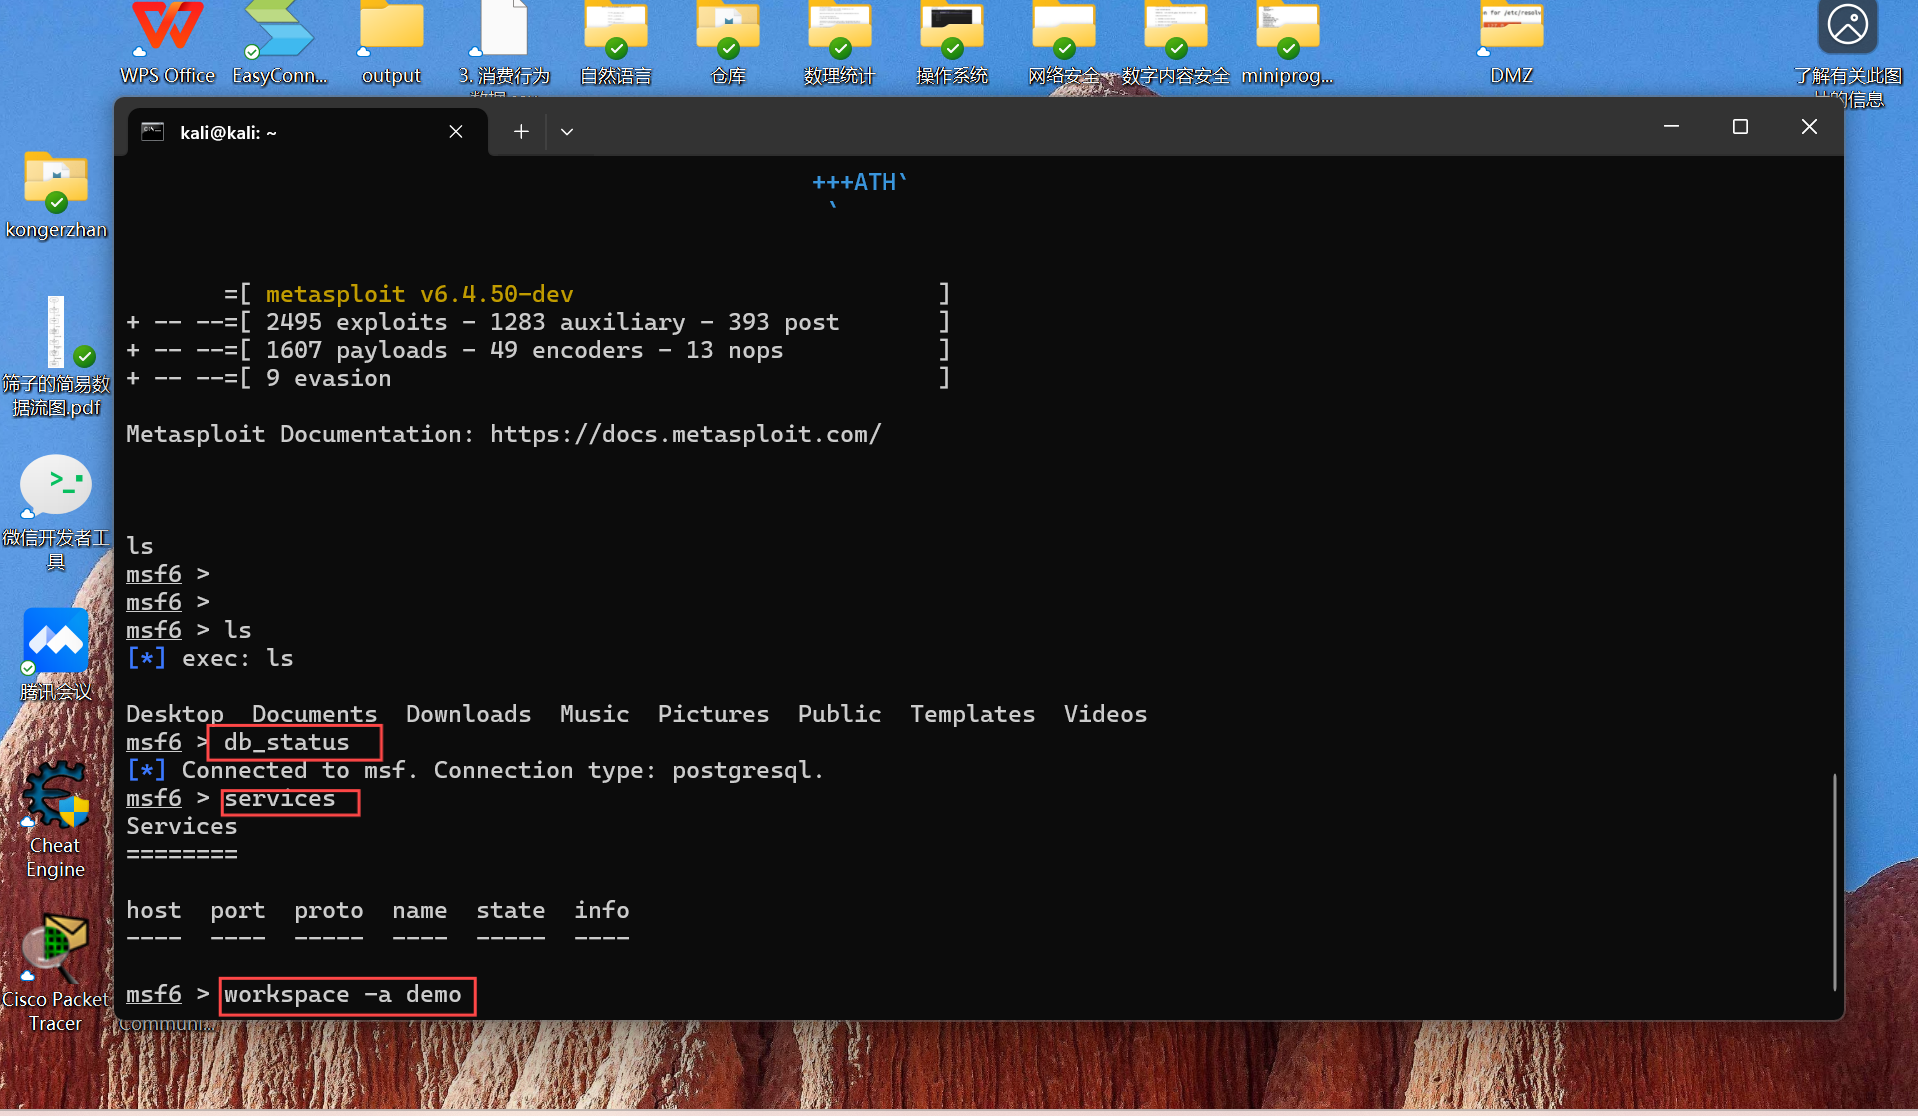 WPS Office
EasyConn...
output
3. 消费行为
自然语言
仓库
数理统计
操作系统
网络安全
数字内容安全
miniprog...
DMZ
了解有关此图
片的信息
kali@kali: ~
kongerzhan
筛子的简易数
据流图.pdf
微信开发者工
具
腾讯会议
Cheat
Engine
Cisco Packet
Tracer
Communi...
+++ATH`
`
=[ metasploit v6.4.50-dev ]
+ -- --=[ 2495 exploits - 1283 auxiliary - 393 post ]
+ -- --=[ 1607 payloads - 49 encoders - 13 nops ]
+ -- --=[ 9 evasion ]
Metasploit Documentation: https://docs.metasploit.com/
ls
msf6 >
msf6 >
msf6 > ls
[*] exec: ls
Desktop Documents Downloads Music Pictures Public Templates Videos
msf6 > db_status
[*] Connected to msf. Connection type: postgresql.
msf6 > services
Services
========
host port proto name state info
---- ---- ----- ---- ----- ----
msf6 > workspace -a demo